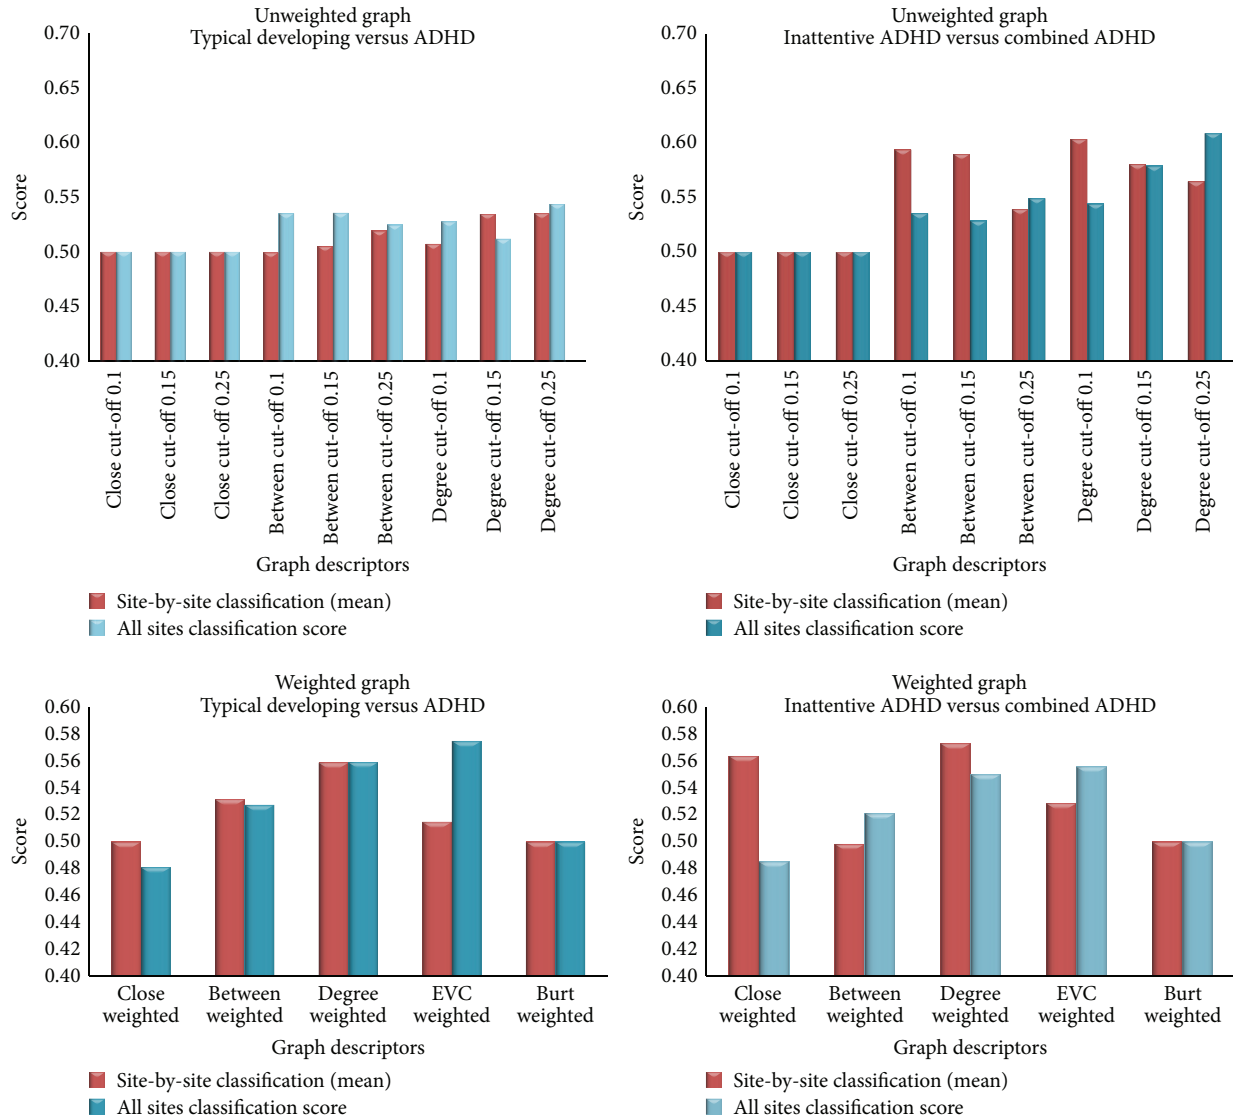 Unweighted graph
Typical developing versus ADHD
0.70
0.65
0.60
0.55
0.50
0.45
0.40
Score
Close cut-off 0.1
Close cut-off 0.15
Close cut-off 0.25
Between cut-off 0.1
Between cut-off 0.15
Between cut-off 0.25
Degree cut-off 0.1
Degree cut-off 0.15
Degree cut-off 0.25
Graph descriptors
Site-by-site classification (mean)
All sites classification score
Unweighted graph
Inattentive ADHD versus combined ADHD
0.70
0.65
0.60
0.55
0.50
0.45
0.40
Score
Close cut-off 0.1
Close cut-off 0.15
Close cut-off 0.25
Between cut-off 0.1
Between cut-off 0.15
Between cut-off 0.25
Degree cut-off 0.1
Degree cut-off 0.15
Degree cut-off 0.25
Graph descriptors
Site-by-site classification (mean)
All sites classification score
Weighted graph
Typical developing versus ADHD
0.60
0.58
0.56
0.54
0.52
0.50
0.48
0.46
0.44
0.42
0.40
Score
Close weighted
Between weighted
Degree weighted
EVC weighted
Burt weighted
Graph descriptors
Site-by-site classification (mean)
All sites classification score
Weighted graph
Inattentive ADHD versus combined ADHD
0.60
0.58
0.56
0.54
0.52
0.50
0.48
0.46
0.44
0.42
0.40
Score
Close weighted
Between weighted
Degree weighted
EVC weighted
Burt weighted
Graph descriptors
Site-by-site classification (mean)
All sites classification score